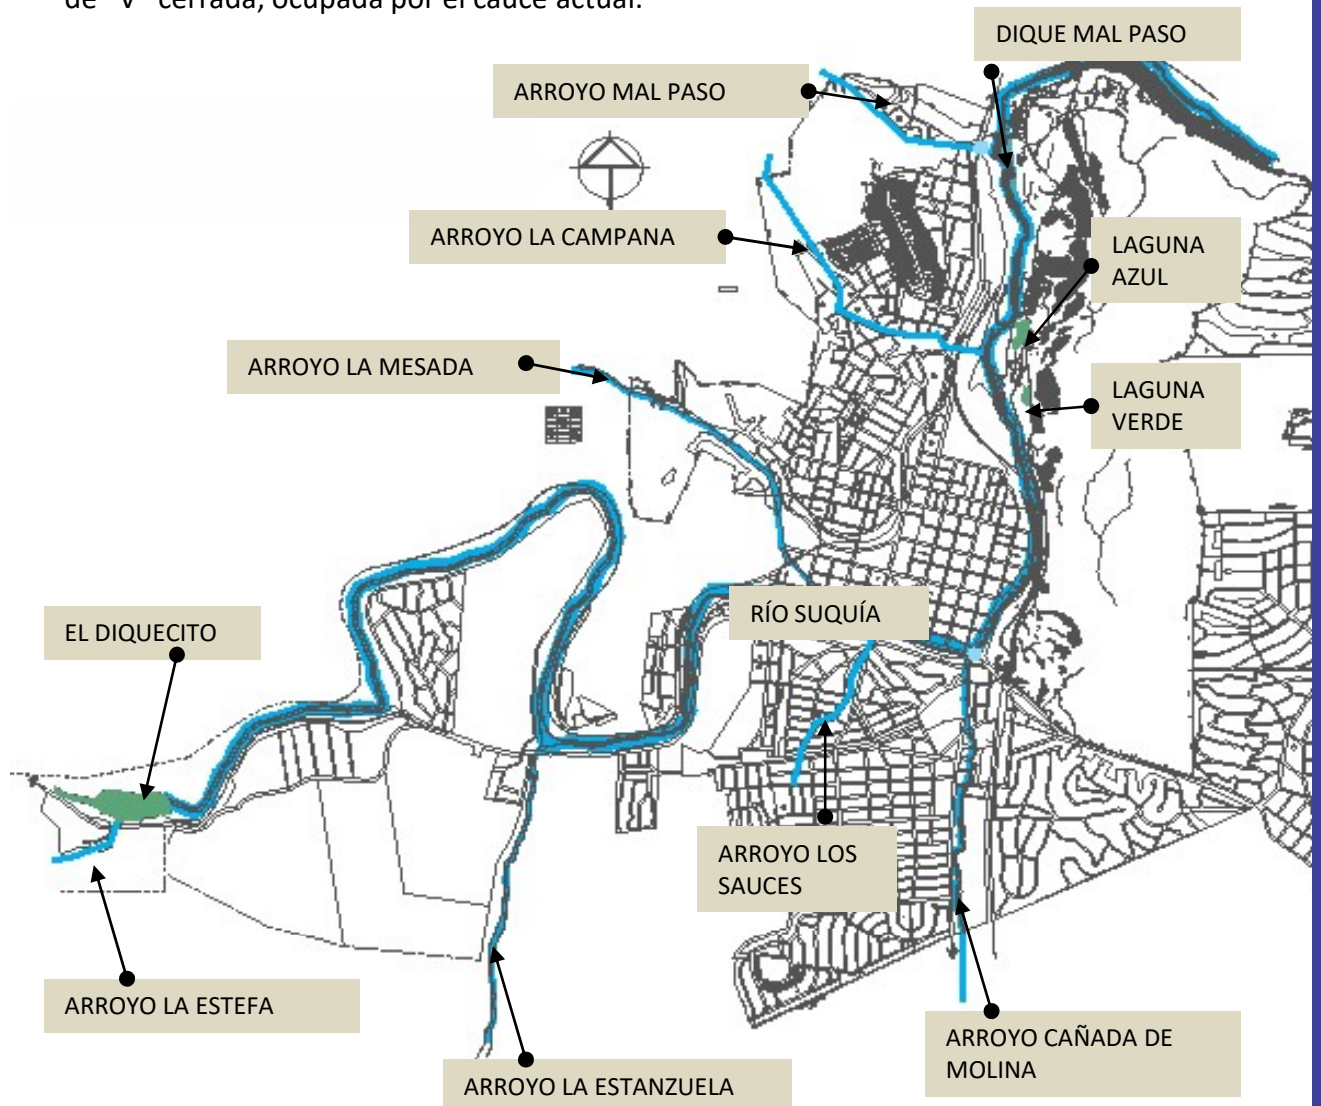 de "V" cerrada, ocupada por el cauce actual.
DIQUE MAL PASO
ARROYO MAL PASO
ARROYO LA CAMPANA
LAGUNA
AZUL
ARROYO LA MESADA
LAGUNA
VERDE
RÍO SUQUÍA
EL DIQUECITO
ARROYO LOS
SAUCES
ARROYO LA ESTEFA
ARROYO CAÑADA DE
MOLINA
ARROYO LA ESTANZUELA